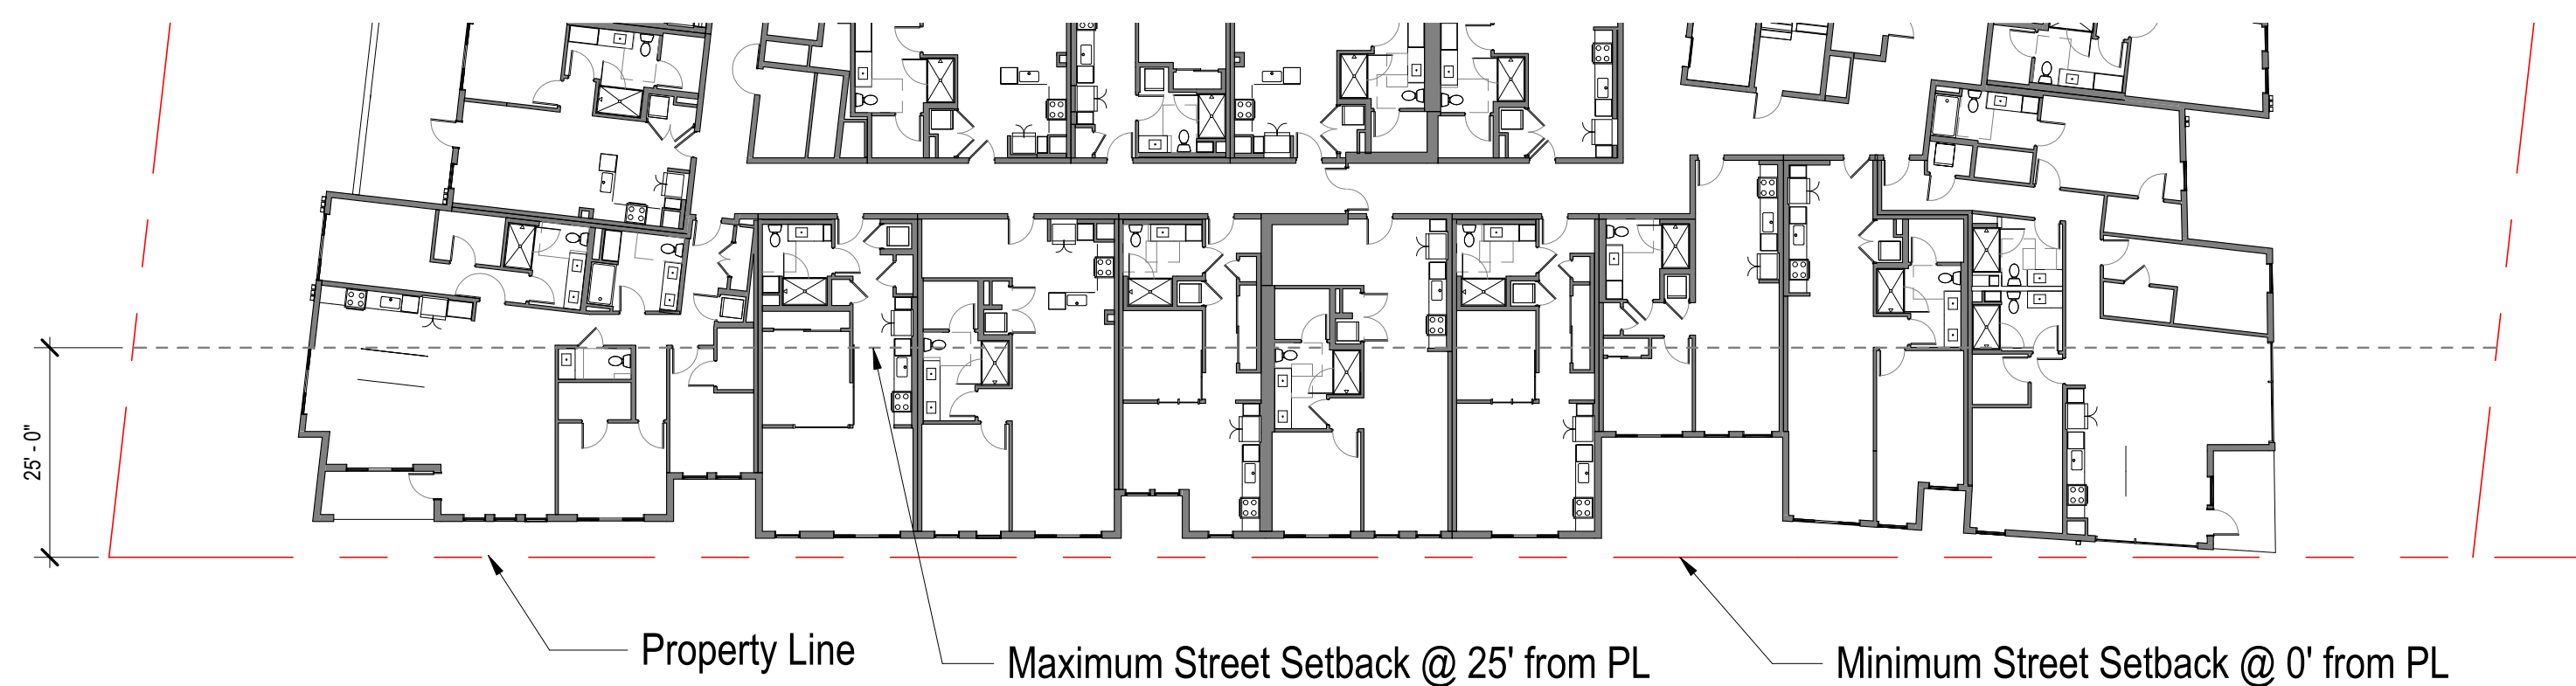 25' - 0"
Property Line
Maximum Street Setback @ 25' from PL
Minimum Street Setback @ 0' from PL